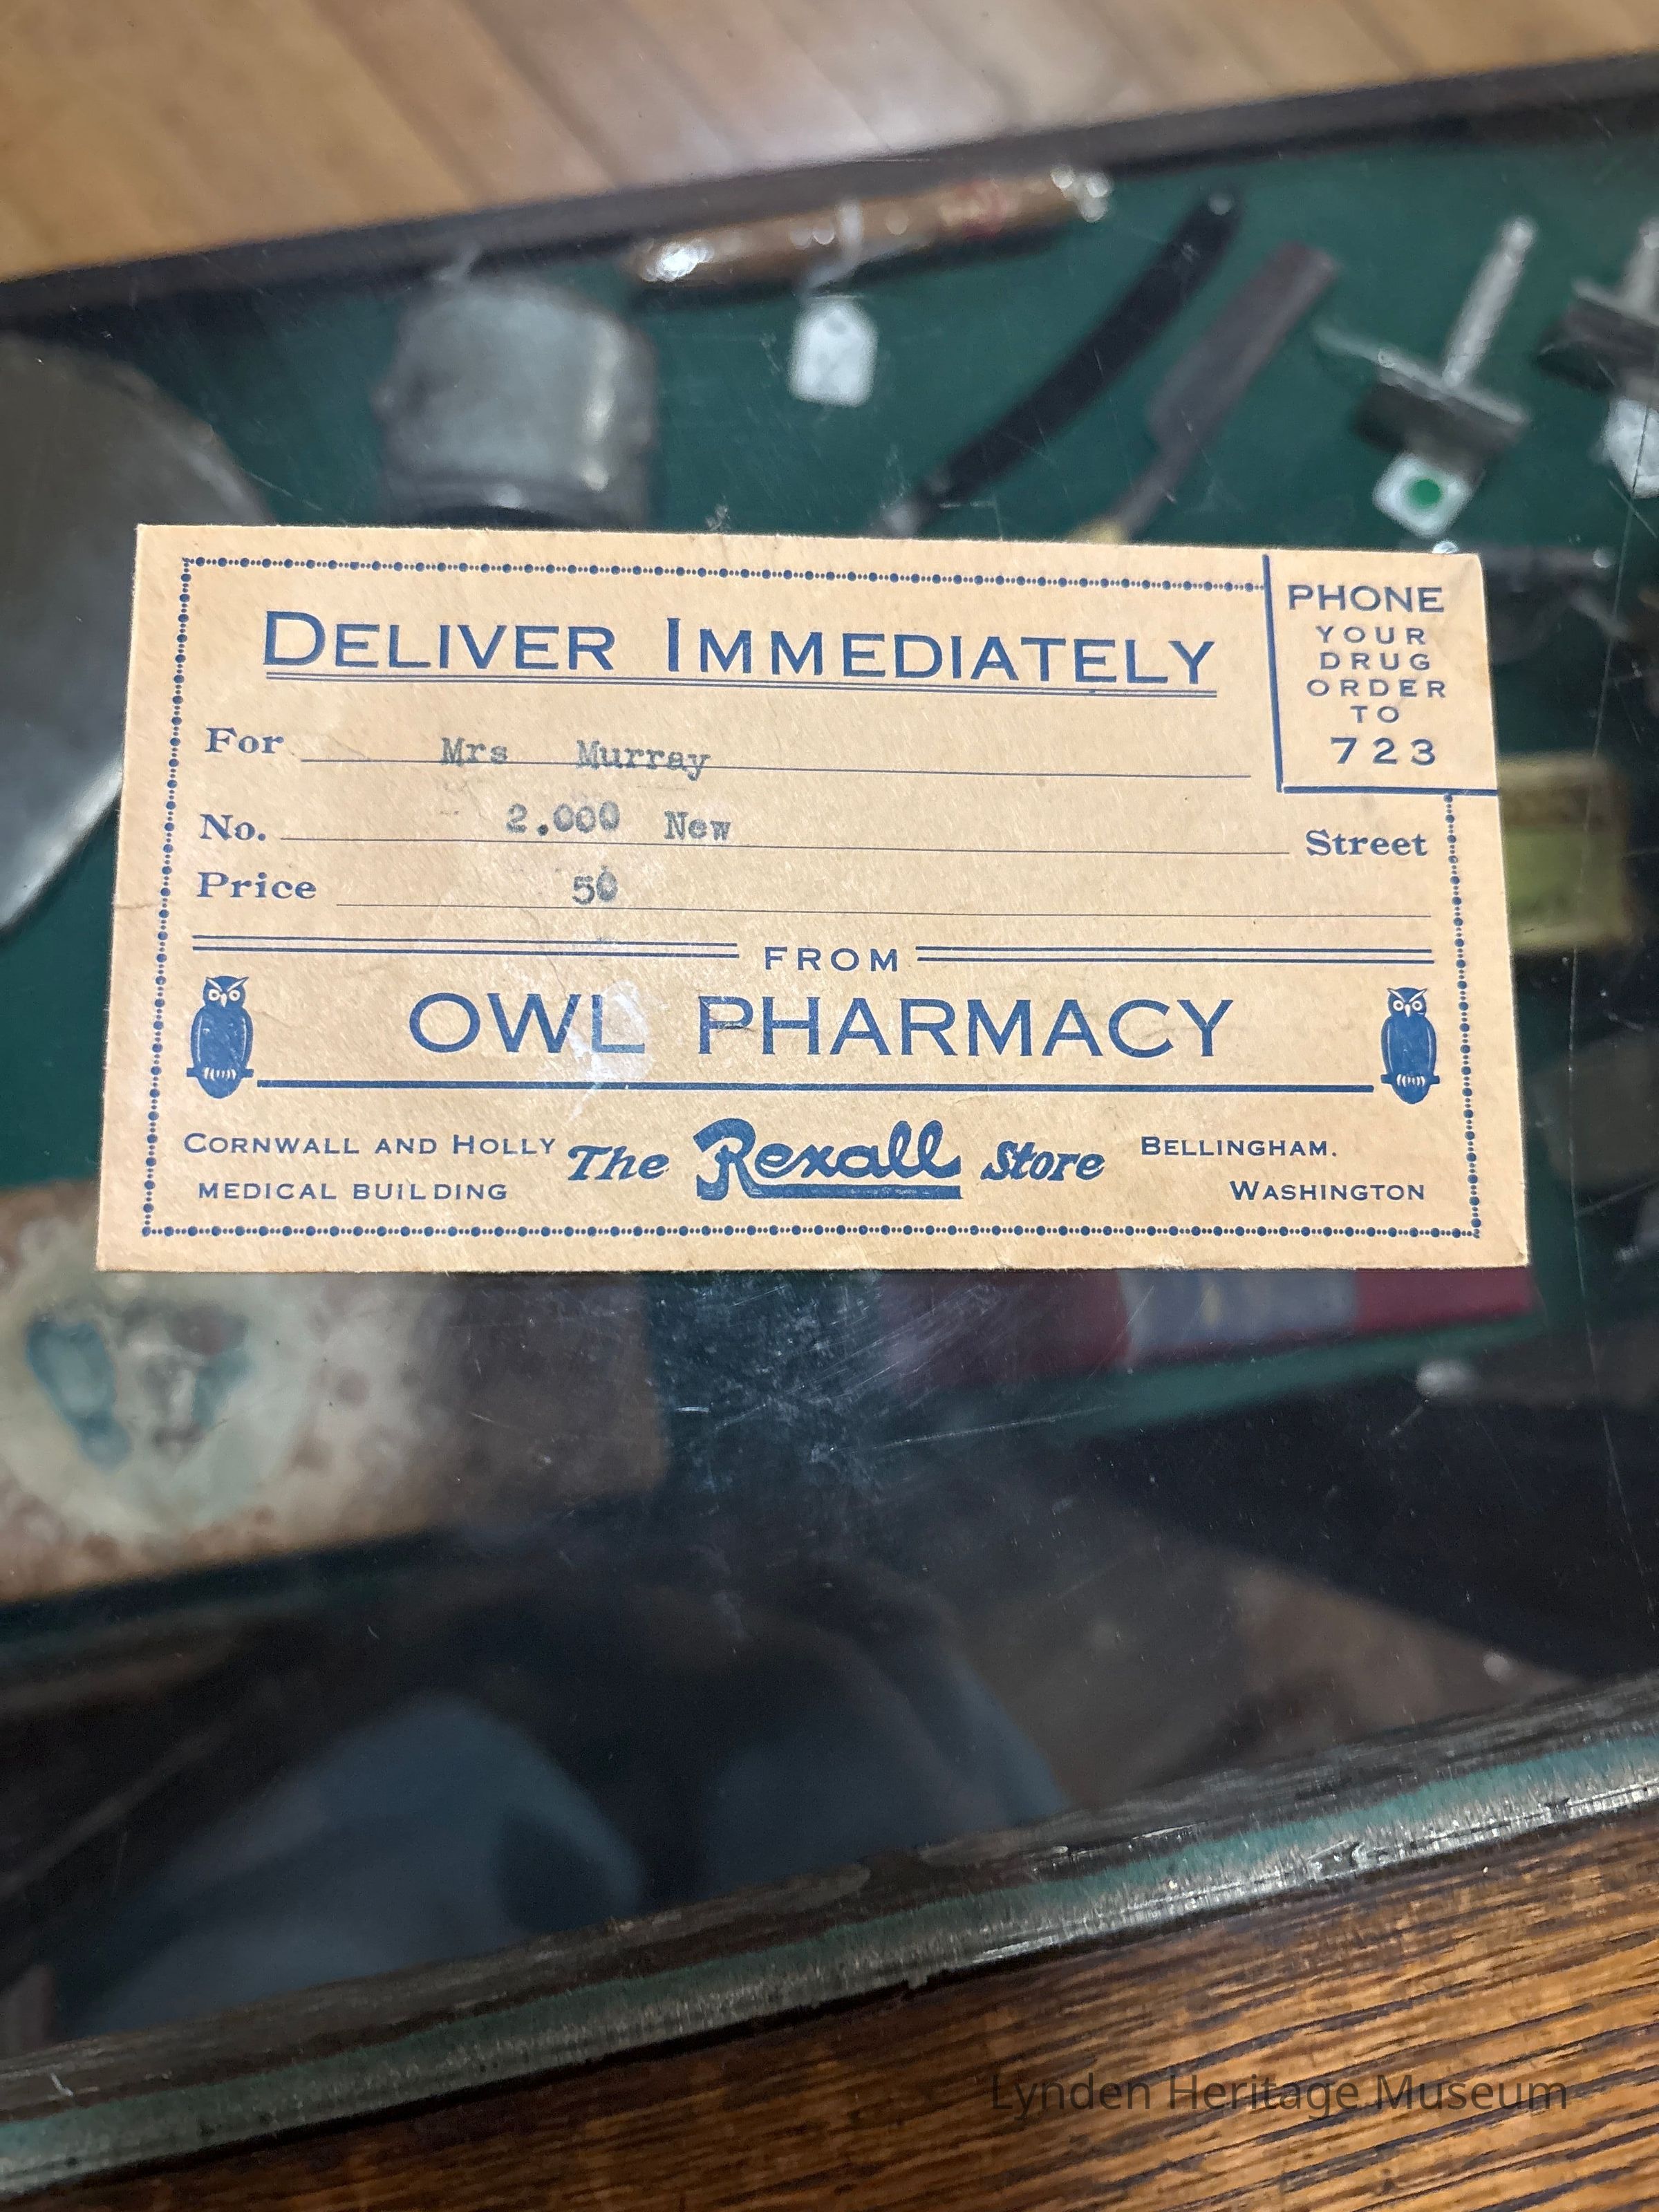 DELIVER IMMEDIATELY
PHONE
YOUR
DRUG
ORDER
TO
723
For Mrs Murray
No. 2.000 New Street
Price 50
FROM
OWL PHARMACY
CORNWALL AND HOLLY
MEDICAL BUILDING
The Rexall Store
BELLINGHAM.
WASHINGTON
Lynden Heritage Museum